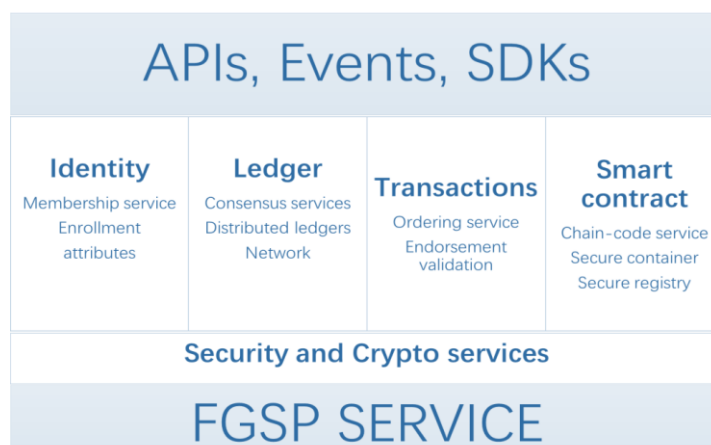 APIs, Events, SDKs
Identity
Membership service
Enrollment
attributes
Ledger
Consensus services
Distributed ledgers
Network
Transactions
Ordering service
Endorsement
validation
Smart
contract
Chain-code service
Secure container
Secure registry
Security and Crypto services
FGSP SERVICE